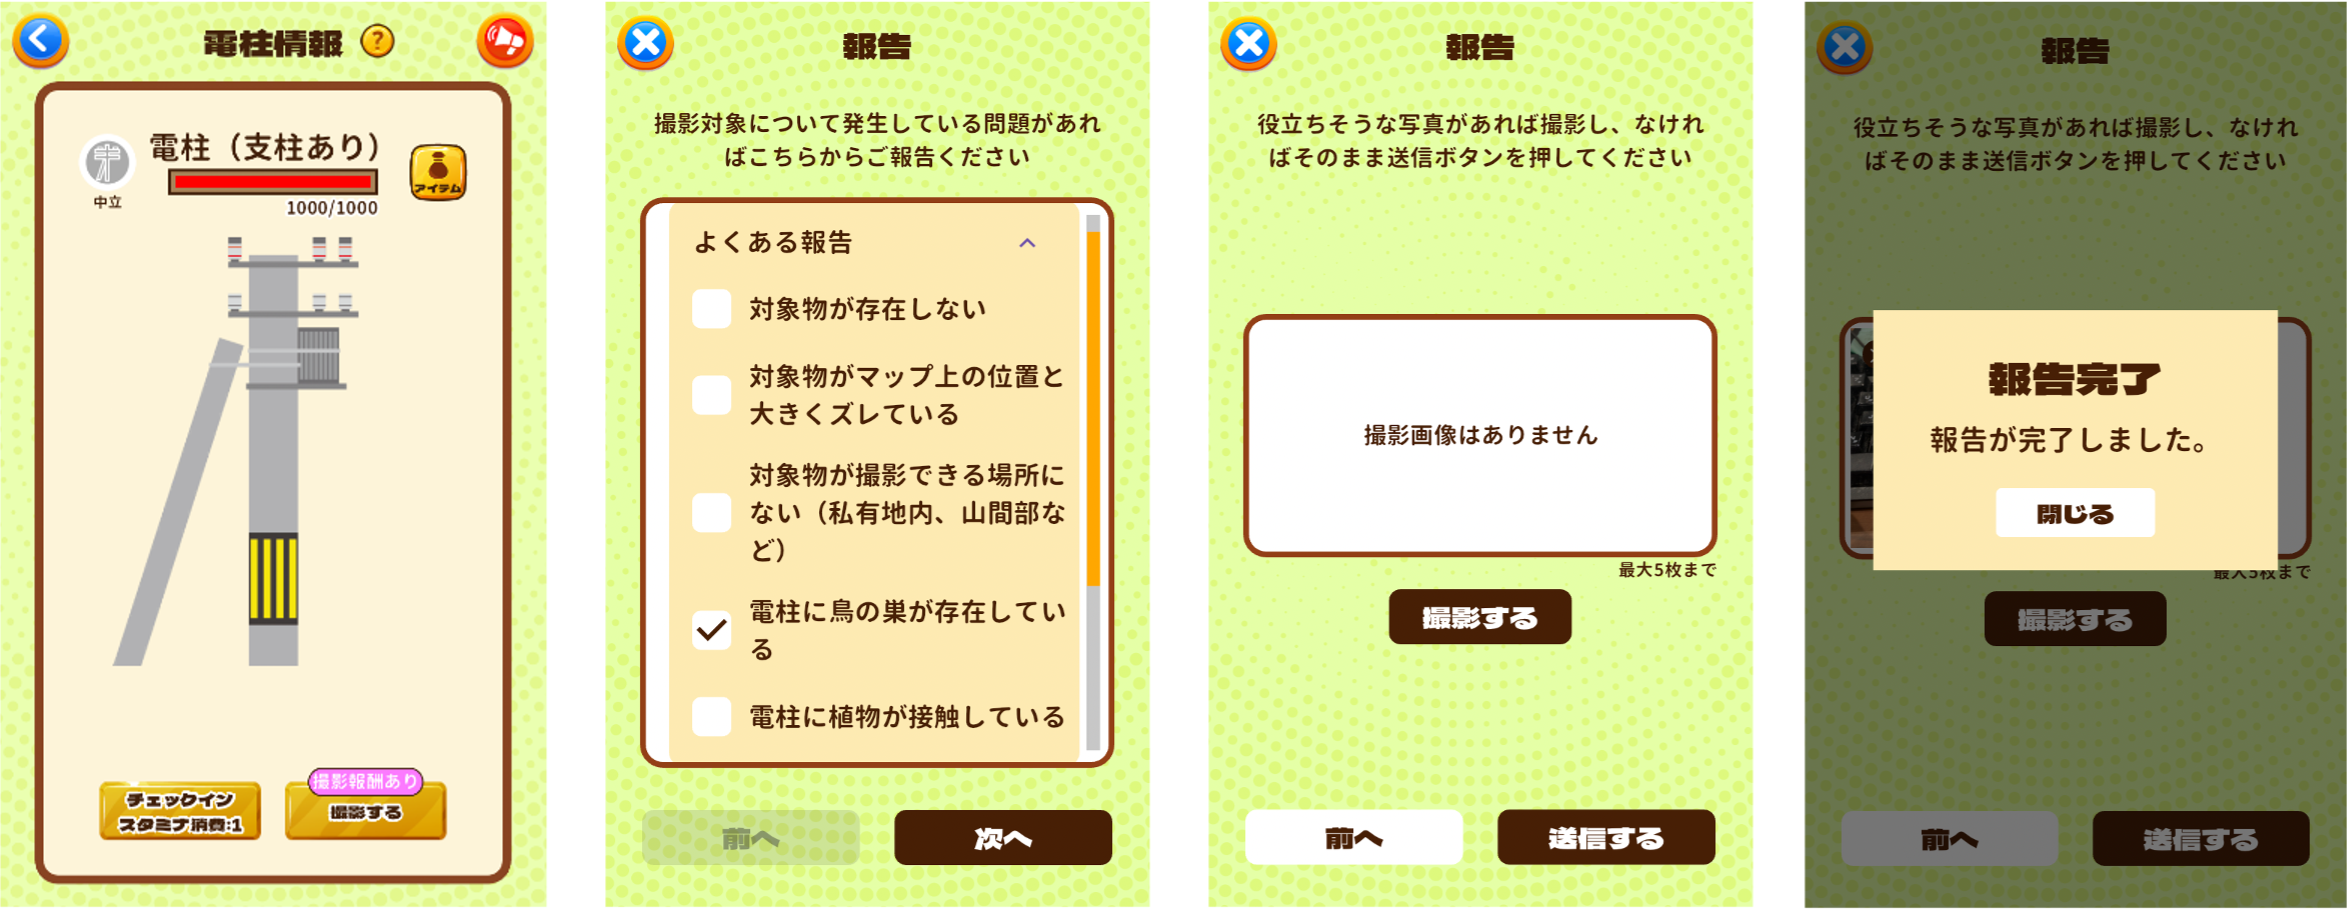 電柱情報
?
中立
電柱（支柱あり）
アイテム
1000/1000
チェックイン
スタミナ消費:1
撮影報酬あり
撮影する
報告
撮影対象について発生している問題があれ
ばこちらからご報告ください
よくある報告
対象物が存在しない
対象物がマップ上の位置と
大きくズレている
対象物が撮影できる場所に
ない（私有地内、山間部な
ど）
電柱に鳥の巣が存在してい
る
電柱に植物が接触している
前へ
次へ
報告
役立ちそうな写真があれば撮影し、なけれ
ばそのまま送信ボタンを押してください
撮影画像はありません
最大5枚まで
撮影する
前へ
送信する
報告
役立ちそうな写真があれば撮影し、なけれ
ばそのまま送信ボタンを押してください
報告完了
報告が完了しました。
閉じる
最大5枚まで
撮影する
前へ
送信する